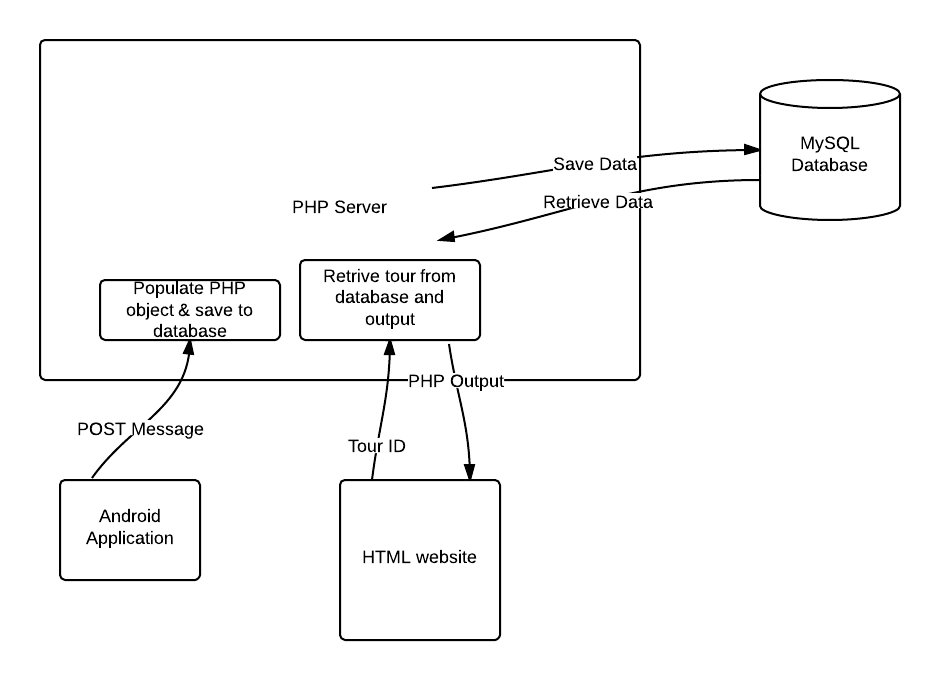 MySQL
Database
Save Data
Retrieve Data
PHP Server
Retrive tour from
database and
output
Populate PHP
object & save to
database
PHP Output
POST Message
Tour ID
Android
Application
HTML website